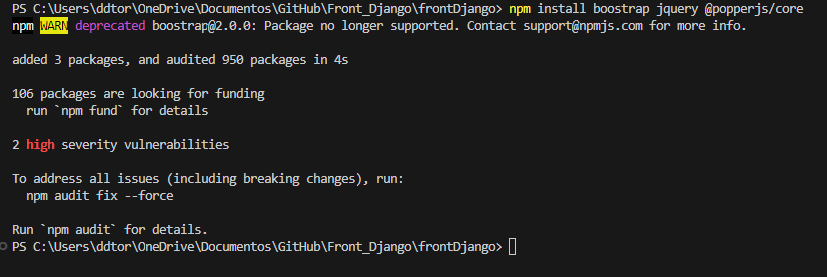 PS C:\Users\ddtor\OneDrive\Documentos\GitHub\Front_Django\frontDjango> npm install boostrap jquery @popperjs/core
npm WARN deprecated boostrap@2.0.0: Package no longer supported. Contact support@npmjs.com for more info.
added 3 packages, and audited 950 packages in 4s
106 packages are looking for funding
run `npm fund` for details
2 high severity vulnerabilities
To address all issues (including breaking changes), run:
npm audit fix --force
Run `npm audit` for details.
PS C:\Users\ddtor\OneDrive\Documentos\GitHub\Front_Django\frontDjango>